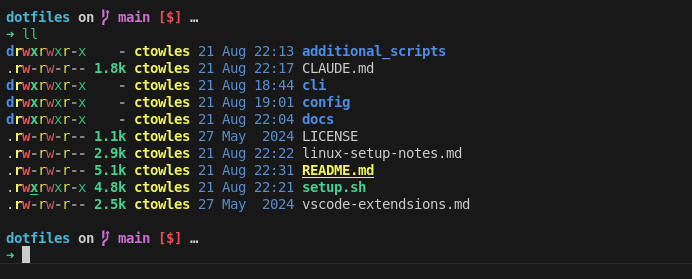 dotfiles on  main [$] …
➜ ll
drwxrwxr-x    - ctowles 21 Aug 22:13 additional_scripts
.rw-rw-r-- 1.8k ctowles 21 Aug 22:17 CLAUDE.md
drwxrwxr-x    - ctowles 21 Aug 18:44 cli
drwxrwxr-x    - ctowles 21 Aug 19:01 config
drwxrwxr-x    - ctowles 21 Aug 22:04 docs
.rw-rw-r-- 1.1k ctowles 27 May  2024 LICENSE
.rw-rw-r-- 2.9k ctowles 21 Aug 22:22 linux-setup-notes.md
.rw-rw-r-- 5.1k ctowles 21 Aug 22:31 README.md
.rwxrwxr-x 4.8k ctowles 21 Aug 22:21 setup.sh
.rw-rw-r-- 2.5k ctowles 27 May  2024 vscode-extendsions.md
dotfiles on  main [$] …
➜